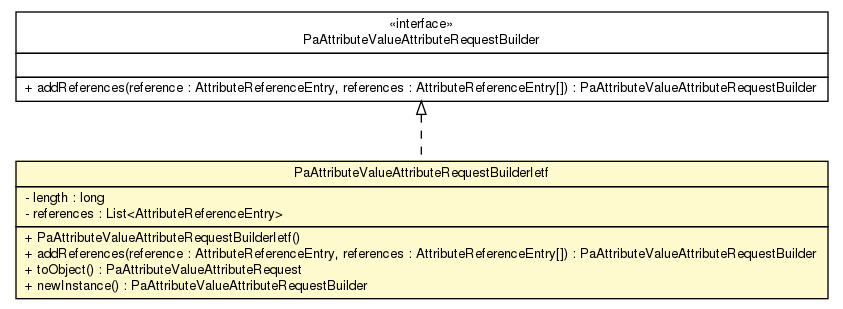 «interface»
PaAttributeValueAttributeRequestBuilder
+ addReferences(reference : AttributeReferenceEntry, references : AttributeReferenceEntry[]) : PaAttributeValueAttributeRequestBuilder
PaAttributeValueAttributeRequestBuilderIetf
- length : long
- references : List<AttributeReferenceEntry>
+ PaAttributeValueAttributeRequestBuilderIetf()
+ addReferences(reference : AttributeReferenceEntry, references : AttributeReferenceEntry[]) : PaAttributeValueAttributeRequestBuilder
+ toObject() : PaAttributeValueAttributeRequest
+ newInstance() : PaAttributeValueAttributeRequestBuilder